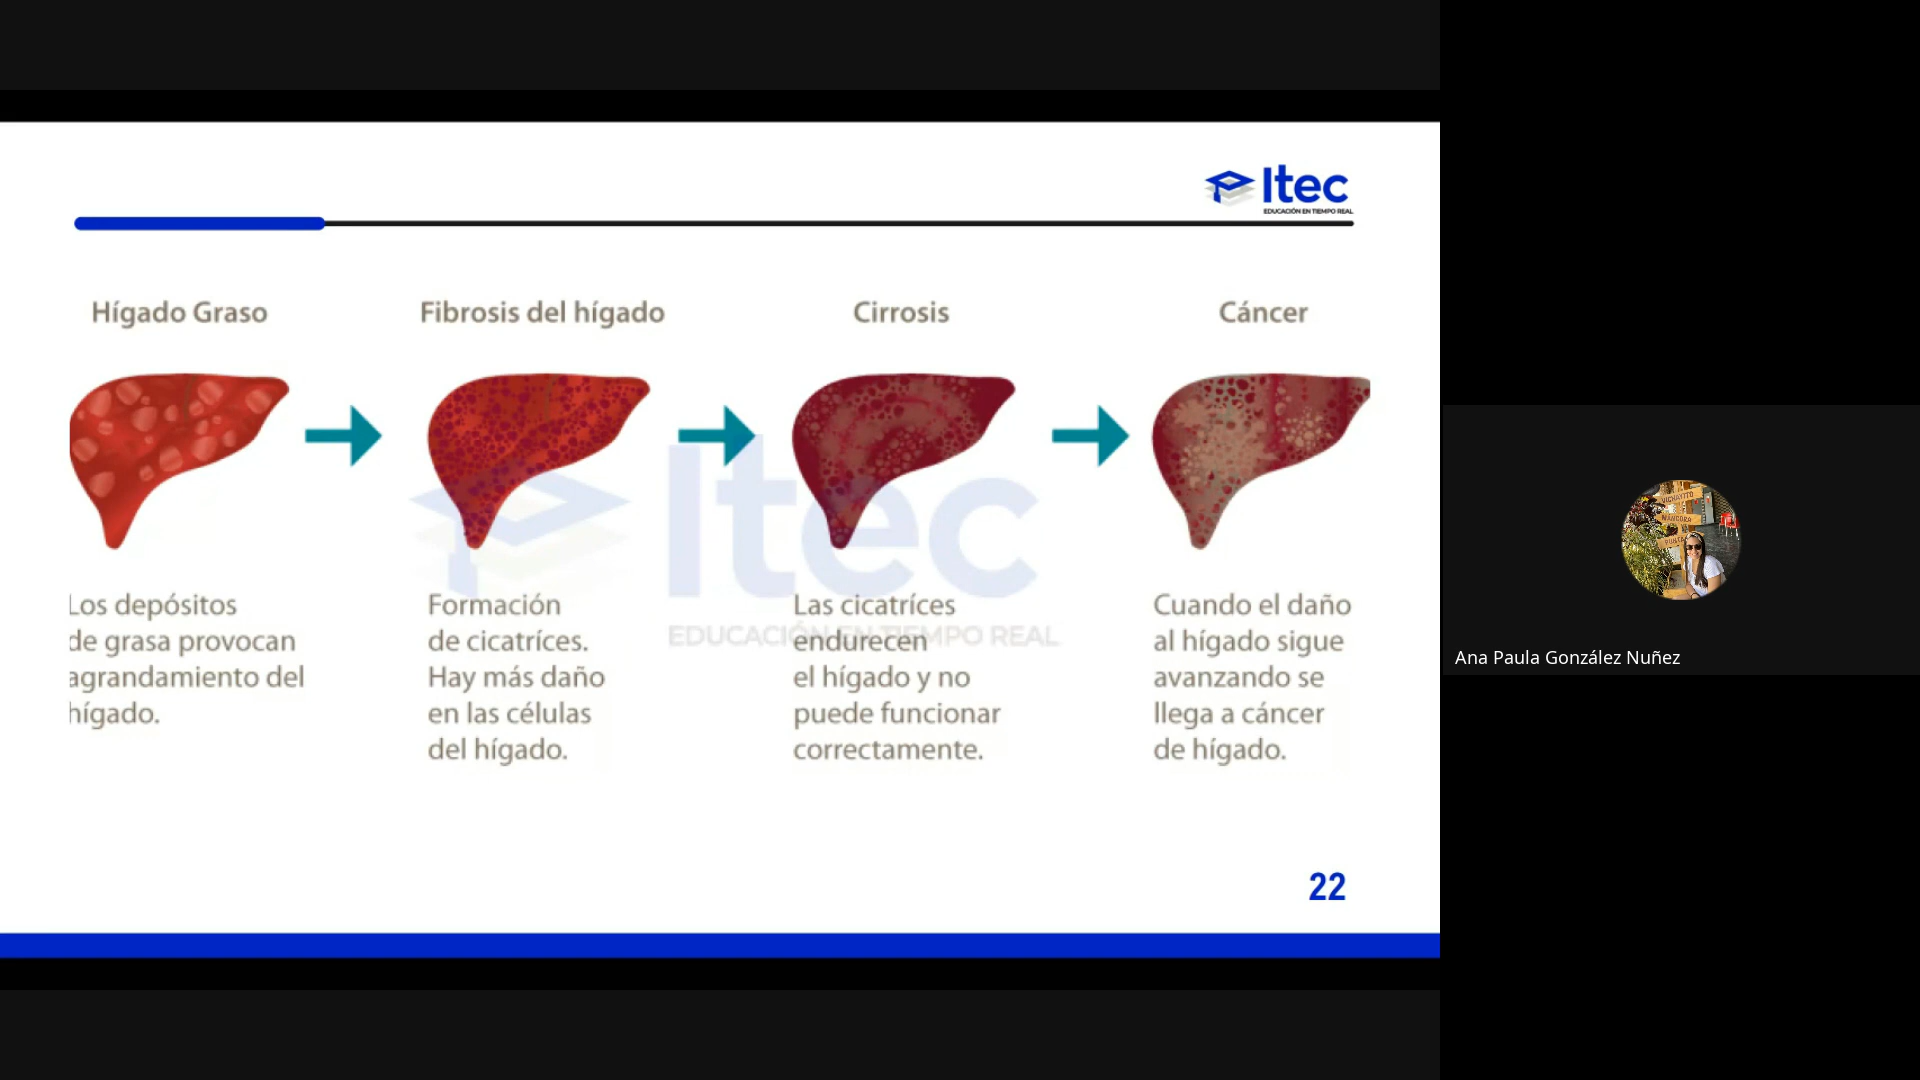 Itec
EDUCACIÓN EN TIEMPO REAL
Hígado Graso
Fibrosis del hígado
Cirrosis
Cáncer
Los depósitos
de grasa provocan
agrandamiento del
hígado.
Formación
de cicatríces.
Hay más daño
en las células
del hígado.
Las cicatríces
endurecen
el hígado y no
puede funcionar
correctamente.
Cuando el daño
al hígado sigue
avanzando se
llega a cáncer
de hígado.
Itec
EDUCACIÓN EN TIEMPO REAL
22
VICHAYITO
MÁNCORA
PUNTA
Ana Paula González Nuñez